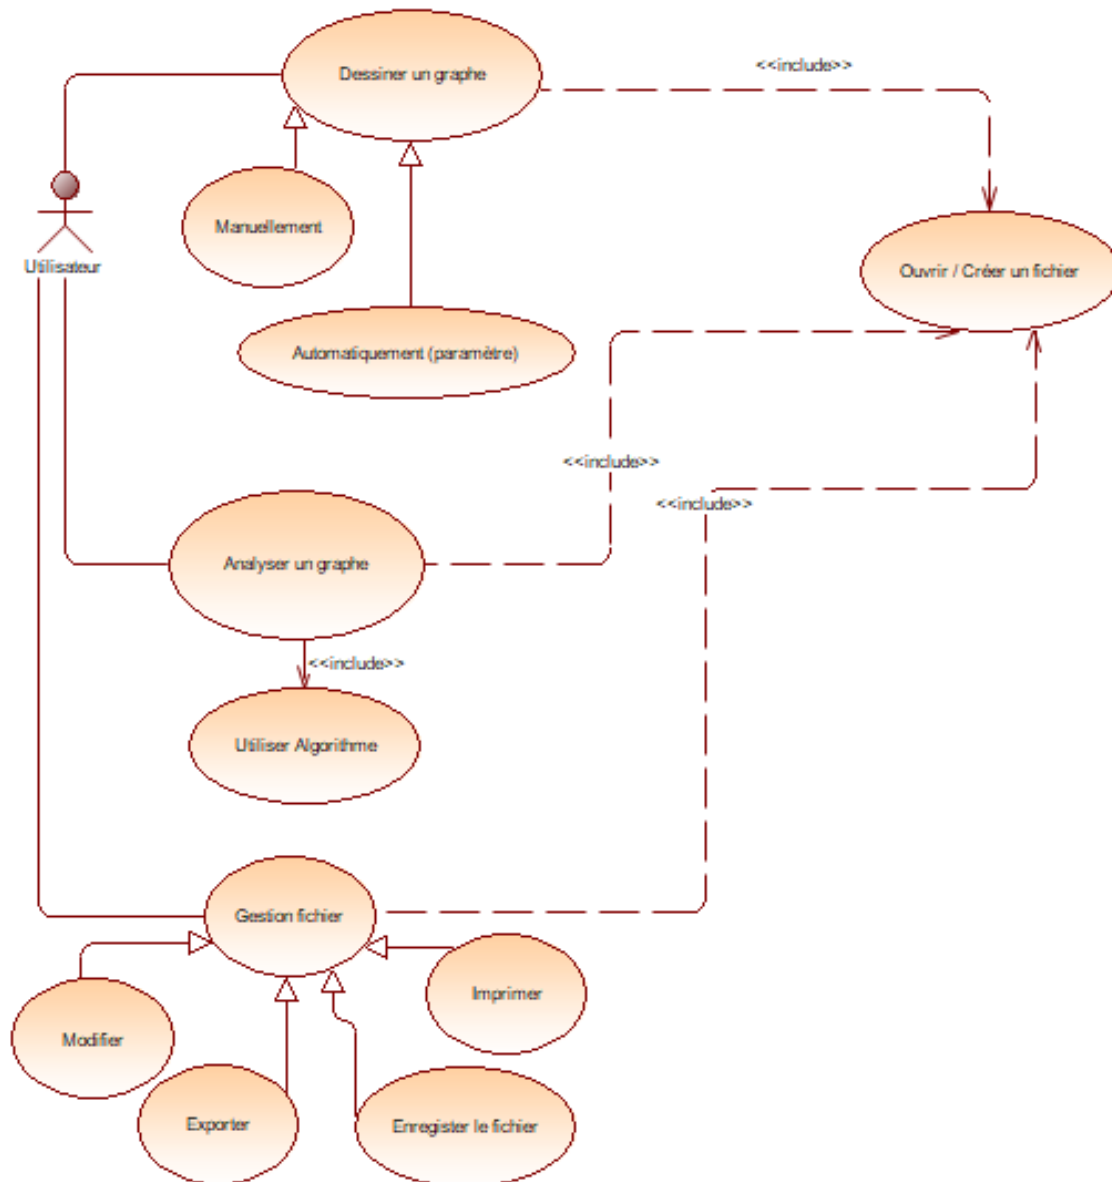 Dessiner un graphe
<<include>>
Manuellement
Utilisateur
Ouvrir / Créer un fichier
Automatiquement (paramètre)
<<include>>
<<include>>
Analyser un graphe
<<include>>
Utiliser Algorithme
Gestion fichier
Imprimer
Modifier
Exporter
Enregister le fichier